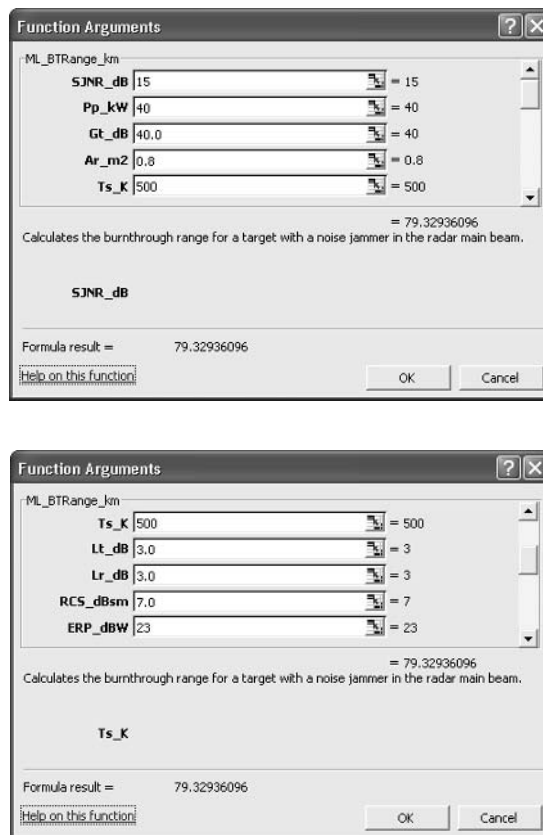 Function Arguments
ML_BTRange_km
SJNR_dB 15 = 15
Pp_kW 40 = 40
Gt_dB 40.0 = 40
Ar_m2 0.8 = 0.8
Ts_K 500 = 500
= 79.32936096
Calculates the burnthrough range for a target with a noise jammer in the radar main beam.
SJNR_dB
Formula result = 79.32936096
Help on this function OK Cancel
Function Arguments
ML_BTRange_km
Ts_K 500 = 500
Lt_dB 3.0 = 3
Lr_dB 3.0 = 3
RCS_dBsm 7.0 = 7
ERP_dBW 23 = 23
= 79.32936096
Calculates the burnthrough range for a target with a noise jammer in the radar main beam.
Ts_K
Formula result = 79.32936096
Help on this function OK Cancel